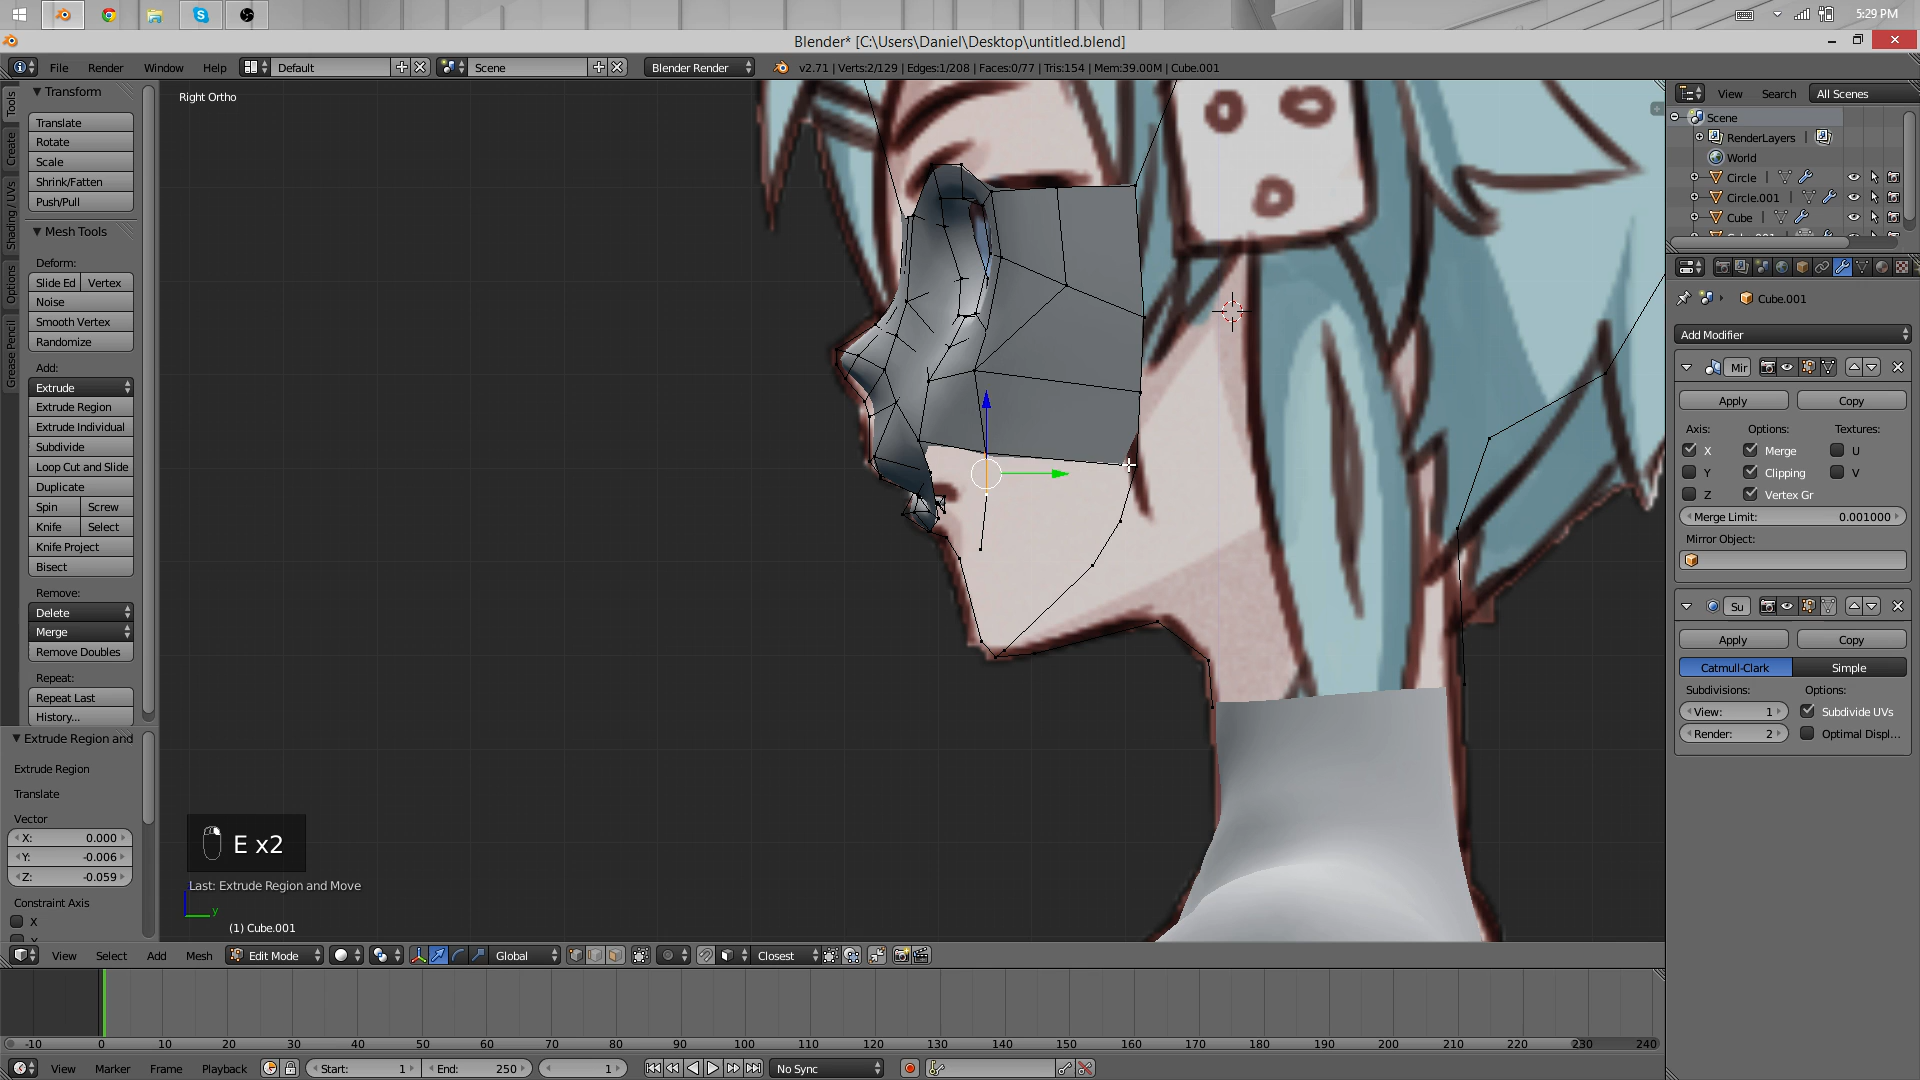 5:29 PM
Blender* [C:\Users\Daniel\Desktop\untitled.blend]
File Render Window Help Default Scene Blender Render v2.71 | Verts:2/129 | Edges:1/208 | Faces:0/77 | Tris:154 | Mem:39.00M | Cube.001
Tools
Create
Shading / UVs
Options
Grease Pencil
Transform
Translate
Rotate
Scale
Shrink/Fatten
Push/Pull
Mesh Tools
Deform:
Slide Ed Vertex
Noise
Smooth Vertex
Randomize
Add:
Extrude
Extrude Region
Extrude Individual
Subdivide
Loop Cut and Slide
Duplicate
Spin Screw
Knife Select
Knife Project
Bisect
Remove:
Delete
Merge
Remove Doubles
Repeat:
Repeat Last
History...
Extrude Region and
Extrude Region
Translate
Vector
X: 0.000
Y: -0.006
Z: -0.059
Constraint Axis
X
Right Ortho
E x2
Last: Extrude Region and Move
y
(1) Cube.001
View Search All Scenes
Scene
RenderLayers
World
Circle
Circle.001
Cube
Cube.001
Add Modifier
Mir
Apply Copy
Axis: Options: Textures:
X Merge U
Y Clipping V
Z Vertex Gr
Merge Limit: 0.001000
Mirror Object:
Su
Apply Copy
Catmull-Clark Simple
Subdivisions: Options:
View: 1 Subdivide UVs
Render: 2 Optimal Displ...
View Select Add Mesh Edit Mode Global Closest
-10 0 10 20 30 40 50 60 70 80 90 100 110 120 130 140 150 160 170 180 190 200 210 220 230 240
View Marker Frame Playback Start: 1 End: 250 1 No Sync